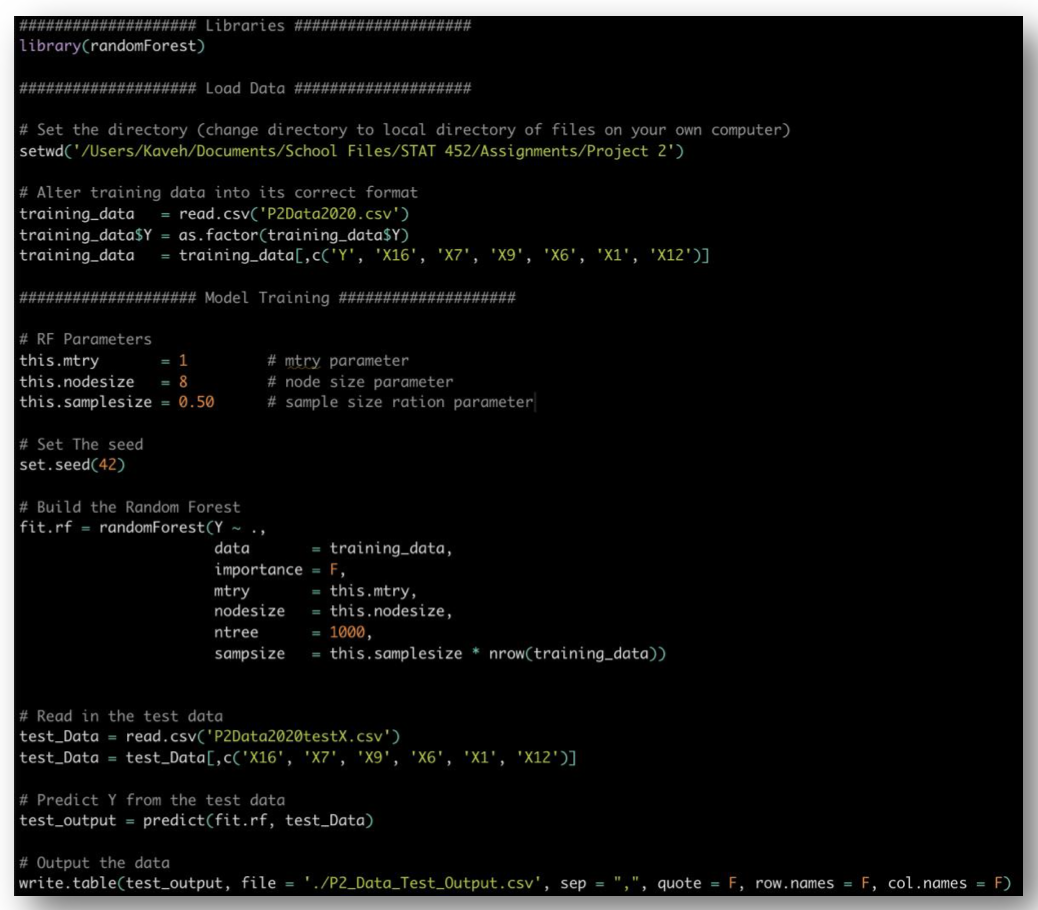 #################### Libraries ####################
library(randomForest)
#################### Load Data ####################
# Set the directory (change directory to local directory of files on your own computer)
setwd('/Users/Kaveh/Documents/School Files/STAT 452/Assignments/Project 2')
# Alter training data into its correct format
training_data   = read.csv('P2Data2020.csv')
training_data$Y = as.factor(training_data$Y)
training_data   = training_data[,c('Y', 'X16', 'X7', 'X9', 'X6', 'X1', 'X12')]
#################### Model Training ####################
# RF Parameters
this.mtry       = 1         # mtry parameter
this.nodesize   = 8         # node size parameter
this.samplesize = 0.50      # sample size ration parameter
# Set The seed
set.seed(42)
# Build the Random Forest
fit.rf = randomForest(Y ~ .,
                      data       = training_data,
                      importance = F,
                      mtry       = this.mtry,
                      nodesize   = this.nodesize,
                      ntree      = 1000,
                      sampsize   = this.samplesize * nrow(training_data))
# Read in the test data
test_Data = read.csv('P2Data2020testX.csv')
test_Data = test_Data[,c('X16', 'X7', 'X9', 'X6', 'X1', 'X12')]
# Predict Y from the test data
test_output = predict(fit.rf, test_Data)
# Output the data
write.table(test_output, file = './P2_Data_Test_Output.csv', sep = ",", quote = F, row.names = F, col.names = F)